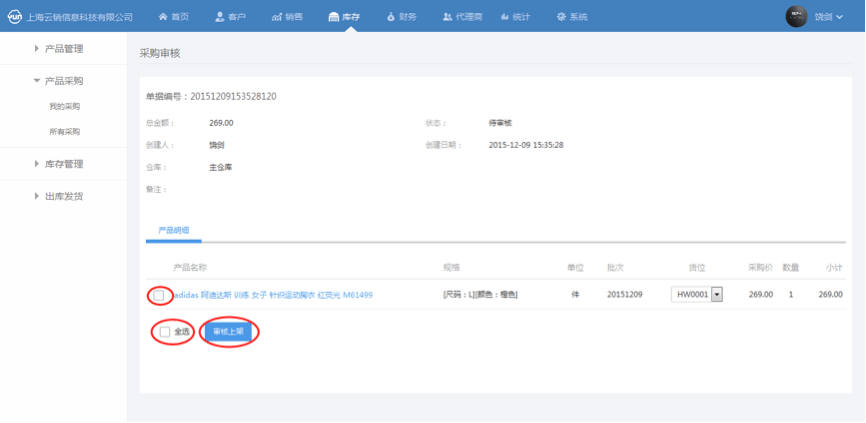 yun 上海云销信息科技有限公司 首页 客户 销售 库存 财务 代理商 统计 系统 饶剑
产品管理
采购审核
产品采购
我的采购
所有采购
库存管理
出库发货
单据编号：20151209153528120
总金额： 269.00 状态： 待审核
创建人： 饶剑 创建日期： 2015-12-09 15:35:28
仓库： 主仓库
备注：
产品明细
产品名称 规格 单位 批次 货位 采购价 数量 小计
adidas 阿迪达斯 训练 女子 针织运动胸衣 红荧光 M61499 [尺码：L][颜色：橙色] 件 20151209 HW0001 269.00 1 269.00
全选 审核上架